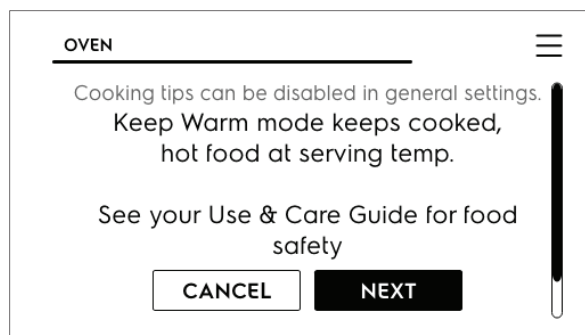 OVEN
Cooking tips can be disabled in general settings.
Keep Warm mode keeps cooked,
hot food at serving temp.
See your Use & Care Guide for food
safety
CANCEL
NEXT